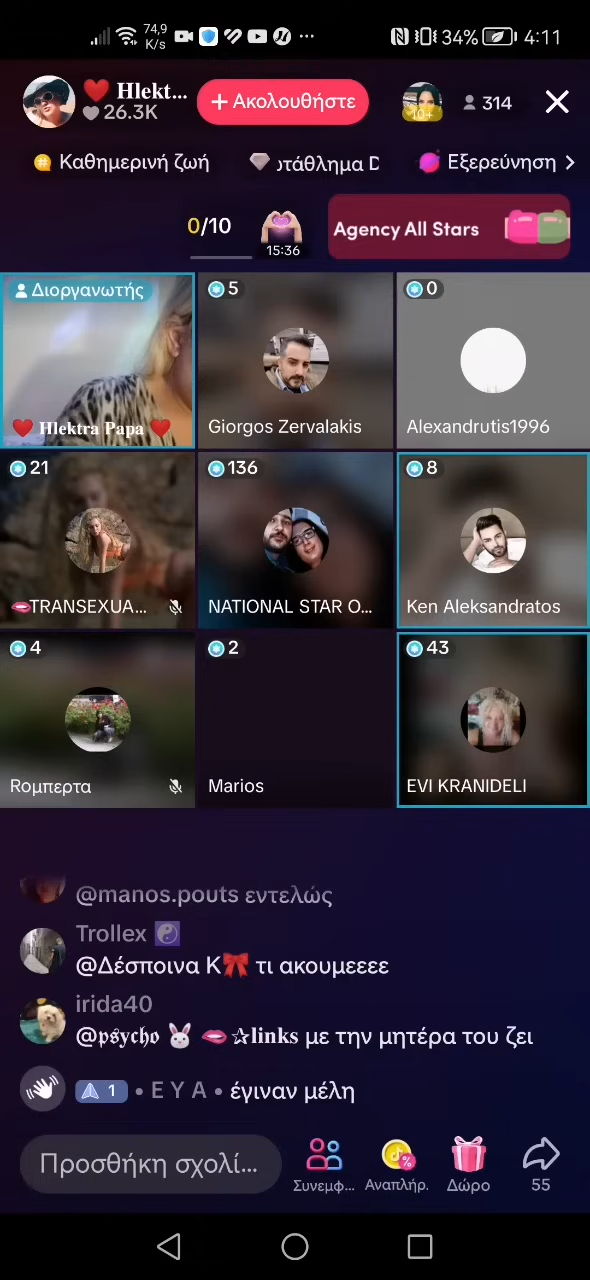 74,9
K/s
34%
4:11
❤️ Hlekt...
26.3K
+ Ακολουθήστε
10+
314
Καθημερινή ζωή
Εξερεύνηση
0/10
15:36
Agency All Stars
Διοργανωτής
❤️ Hlektra Papa ❤️
5
Giorgos Zervalakis
0
Alexandrutis1996
21
👄TRANSEXUA...
136
NATIONAL STAR O...
8
Ken Aleksandratos
4
Roμπερτα
2
Marios
43
EVI KRANIDELI
@manos.pouts εντελώς
Trollex ☯️
@Δέσποινα Κ🎀 τι ακουμεεεε
irida40
@𝖕𝖘𝖞𝖈𝖍𝖔 🐰 👄✰links με την μητέρα του ζει
1 • E Y A • έγιναν μέλη
Προσθήκη σχολί...
Συνεμφ...
Αναπλήρ.
Δώρο
55